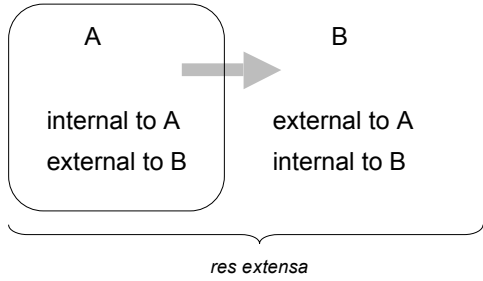 A B
internal to A external to A
external to B internal to B
res extensa